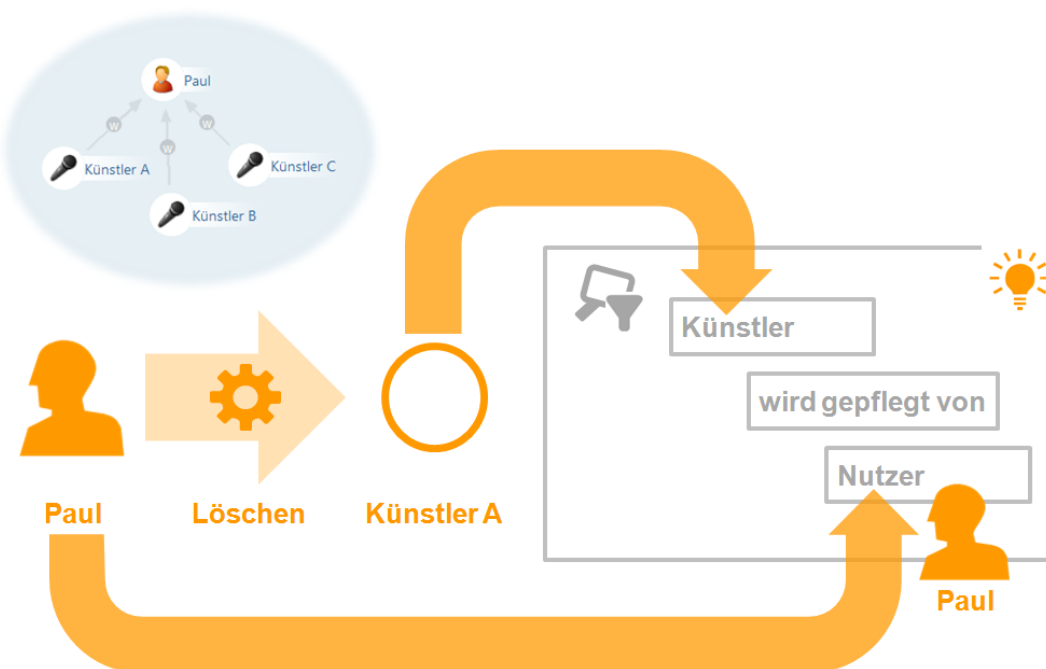 Paul
W
W
W
Künstler A
Künstler C
Künstler B
Künstler
wird gepflegt von
Nutzer
Paul
Löschen
Künstler A
Paul